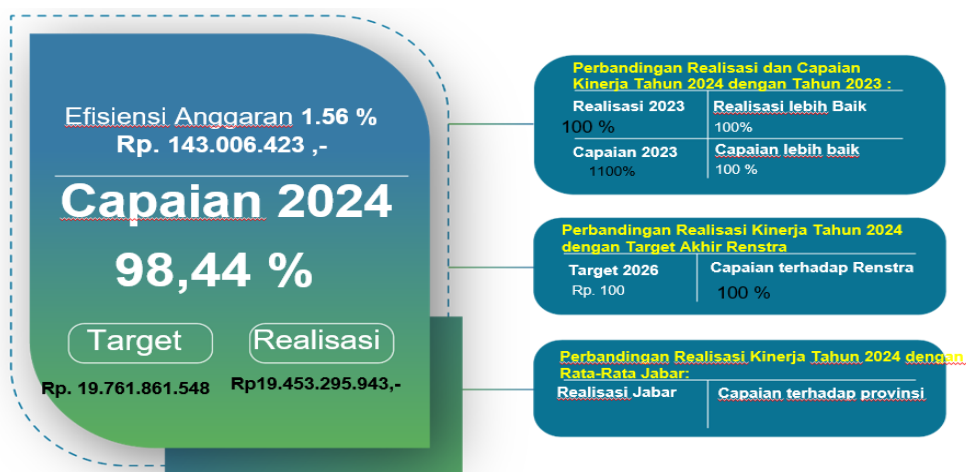 Efisiensi Anggaran 1.56 %
Rp. 143.006.423 ,-
Capaian 2024
98,44 %
Target
Realisasi
Rp. 19.761.861.548
Rp19.453.295.943,-
Perbandingan Realisasi dan Capaian
Kinerja Tahun 2024 dengan Tahun 2023 :
Realisasi 2023
100 %
Realisasi lebih Baik
100%
Capaian 2023
1100%
Capaian lebih baik
100 %
Perbandingan Realisasi Kinerja Tahun 2024
dengan Target Akhir Renstra
Target 2026
Rp. 100
Capaian terhadap Renstra
100 %
Perbandingan Realisasi Kinerja Tahun 2024 dengan
Rata-Rata Jabar:
Realisasi Jabar
Capaian terhadap provinsi